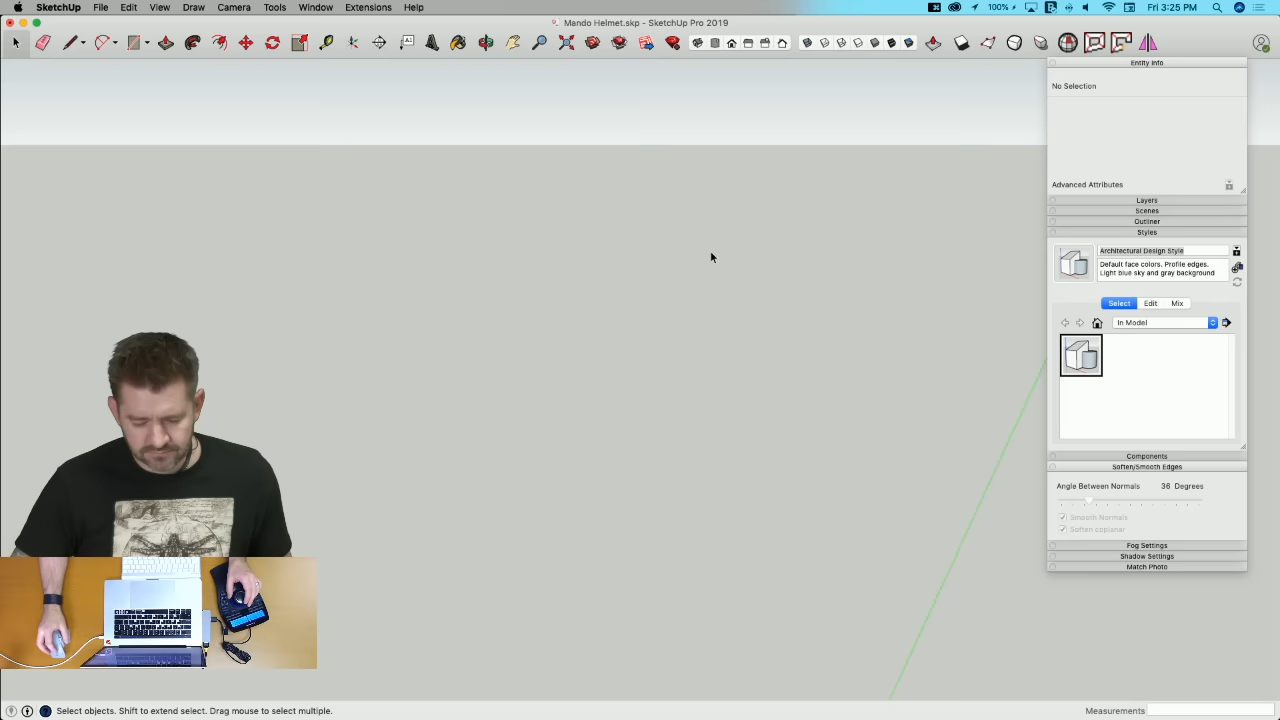 SketchUp File Edit View Draw Camera Tools Window Extensions Help
100%
Fri 3:25 PM
Mando Helmet.skp - SketchUp Pro 2019
Entity Info
No Selection
Advanced Attributes
Layers
Scenes
Outliner
Styles
Architectural Design Style
Default face colors. Profile edges.
Light blue sky and gray background
Select Edit Mix
In Model
Components
Soften/Smooth Edges
Angle Between Normals 36 Degrees
Smooth Normals
Soften coplanar
Fog Settings
Shadow Settings
Match Photo
Select objects. Shift to extend select. Drag mouse to select multiple.
Measurements